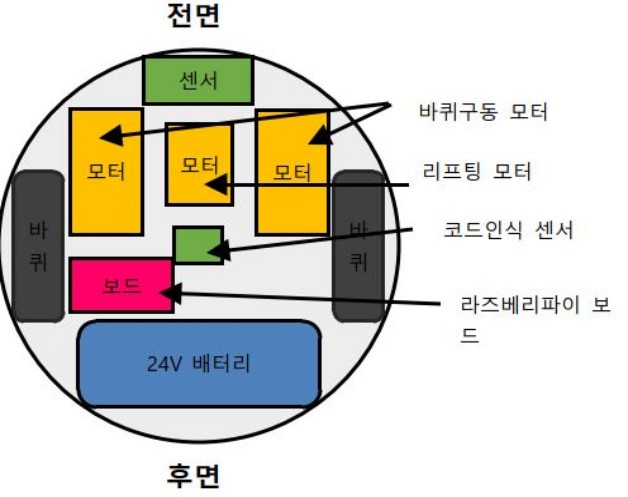 전면
센서
바퀴구동 모터
모터
모터
모터
리프팅 모터
바
퀴
바
퀴
코드인식 센서
보드
라즈베리파이 보
드
24V 배터리
후면